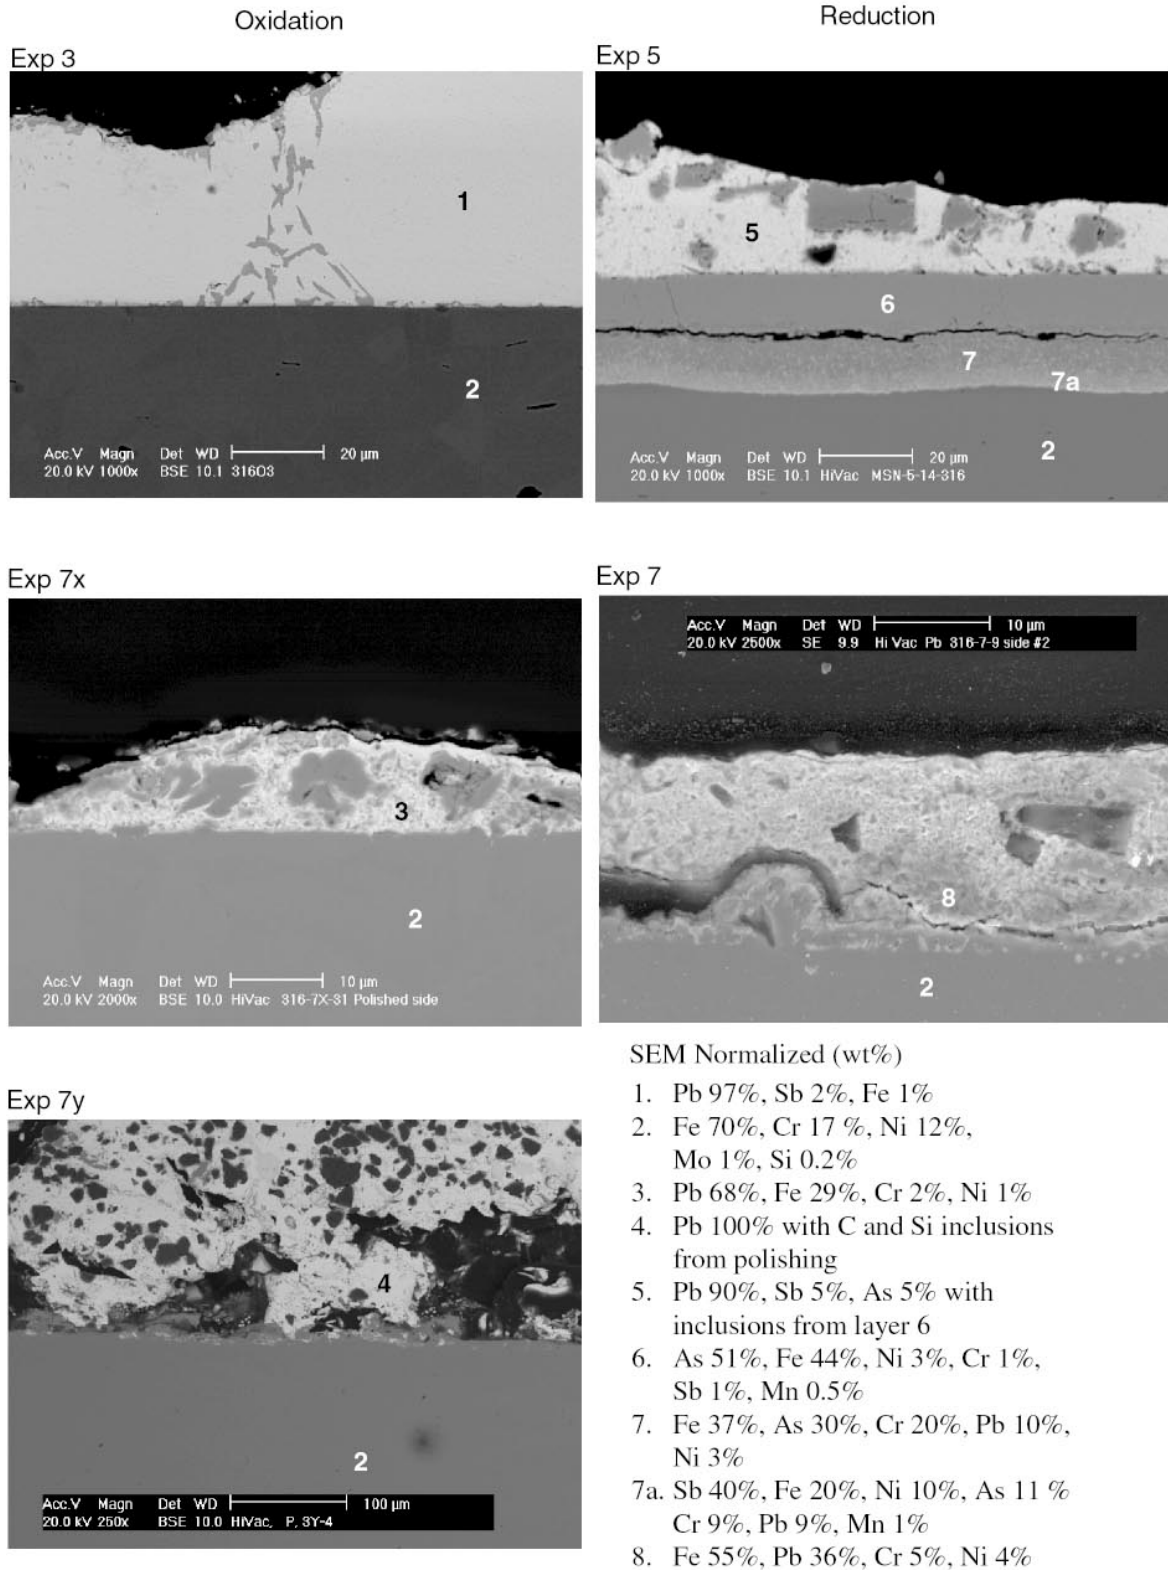 Oxidation
Reduction
Exp 3
1
2
Acc.V Magn Det WD 20 µm
20.0 kV 1000x BSE 10.1 316O3
Exp 5
5
6
7
7a
2
Acc.V Magn Det WD 20 µm
20.0 kV 1000x BSE 10.1 HiVac MSN-5-14-316
Exp 7x
3
2
Acc.V Magn Det WD 10 µm
20.0 kV 2000x BSE 10.0 HiVac 316-7X-31 Polished side
Exp 7
Acc.V Magn Det WD 10 µm
20.0 kV 2500x SE 9.9 Hi Vac Pb 316-7-9 side #2
8
2
Exp 7y
4
2
Acc.V Magn Det WD 100 µm
20.0 kV 250x BSE 10.0 HiVac, P, 3Y-4
SEM Normalized (wt%)
1. Pb 97%, Sb 2%, Fe 1%
2. Fe 70%, Cr 17 %, Ni 12%,
Mo 1%, Si 0.2%
3. Pb 68%, Fe 29%, Cr 2%, Ni 1%
4. Pb 100% with C and Si inclusions
from polishing
5. Pb 90%, Sb 5%, As 5% with
inclusions from layer 6
6. As 51%, Fe 44%, Ni 3%, Cr 1%,
Sb 1%, Mn 0.5%
7. Fe 37%, As 30%, Cr 20%, Pb 10%,
Ni 3%
7a. Sb 40%, Fe 20%, Ni 10%, As 11 %
Cr 9%, Pb 9%, Mn 1%
8. Fe 55%, Pb 36%, Cr 5%, Ni 4%